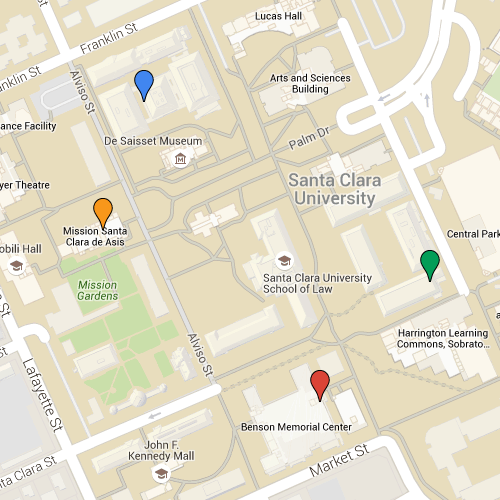 Lucas Hall
Franklin St
anklin St
Alviso St
Arts and Sciences
Building
ance Facility
De Saisset Museum
Palm Dr
Santa Clara
University
yer Theatre
Mission Santa
Clara de Asis
Central Park
obili Hall
Santa Clara University
School of Law
Mission
Gardens
Harrington Learning
Commons, Sobrato...
Alviso St
Lafayette St
Benson Memorial Center
John F.
Kennedy Mall
Market St
nta Clara St